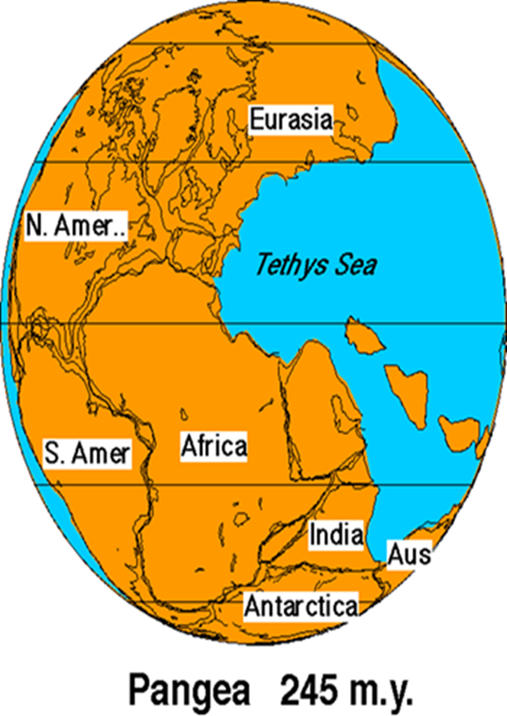 Eurasia
N. Amer..
Tethys Sea
S. Amer
Africa
India
Aus
Antarctica
Pangea 245 m.y.